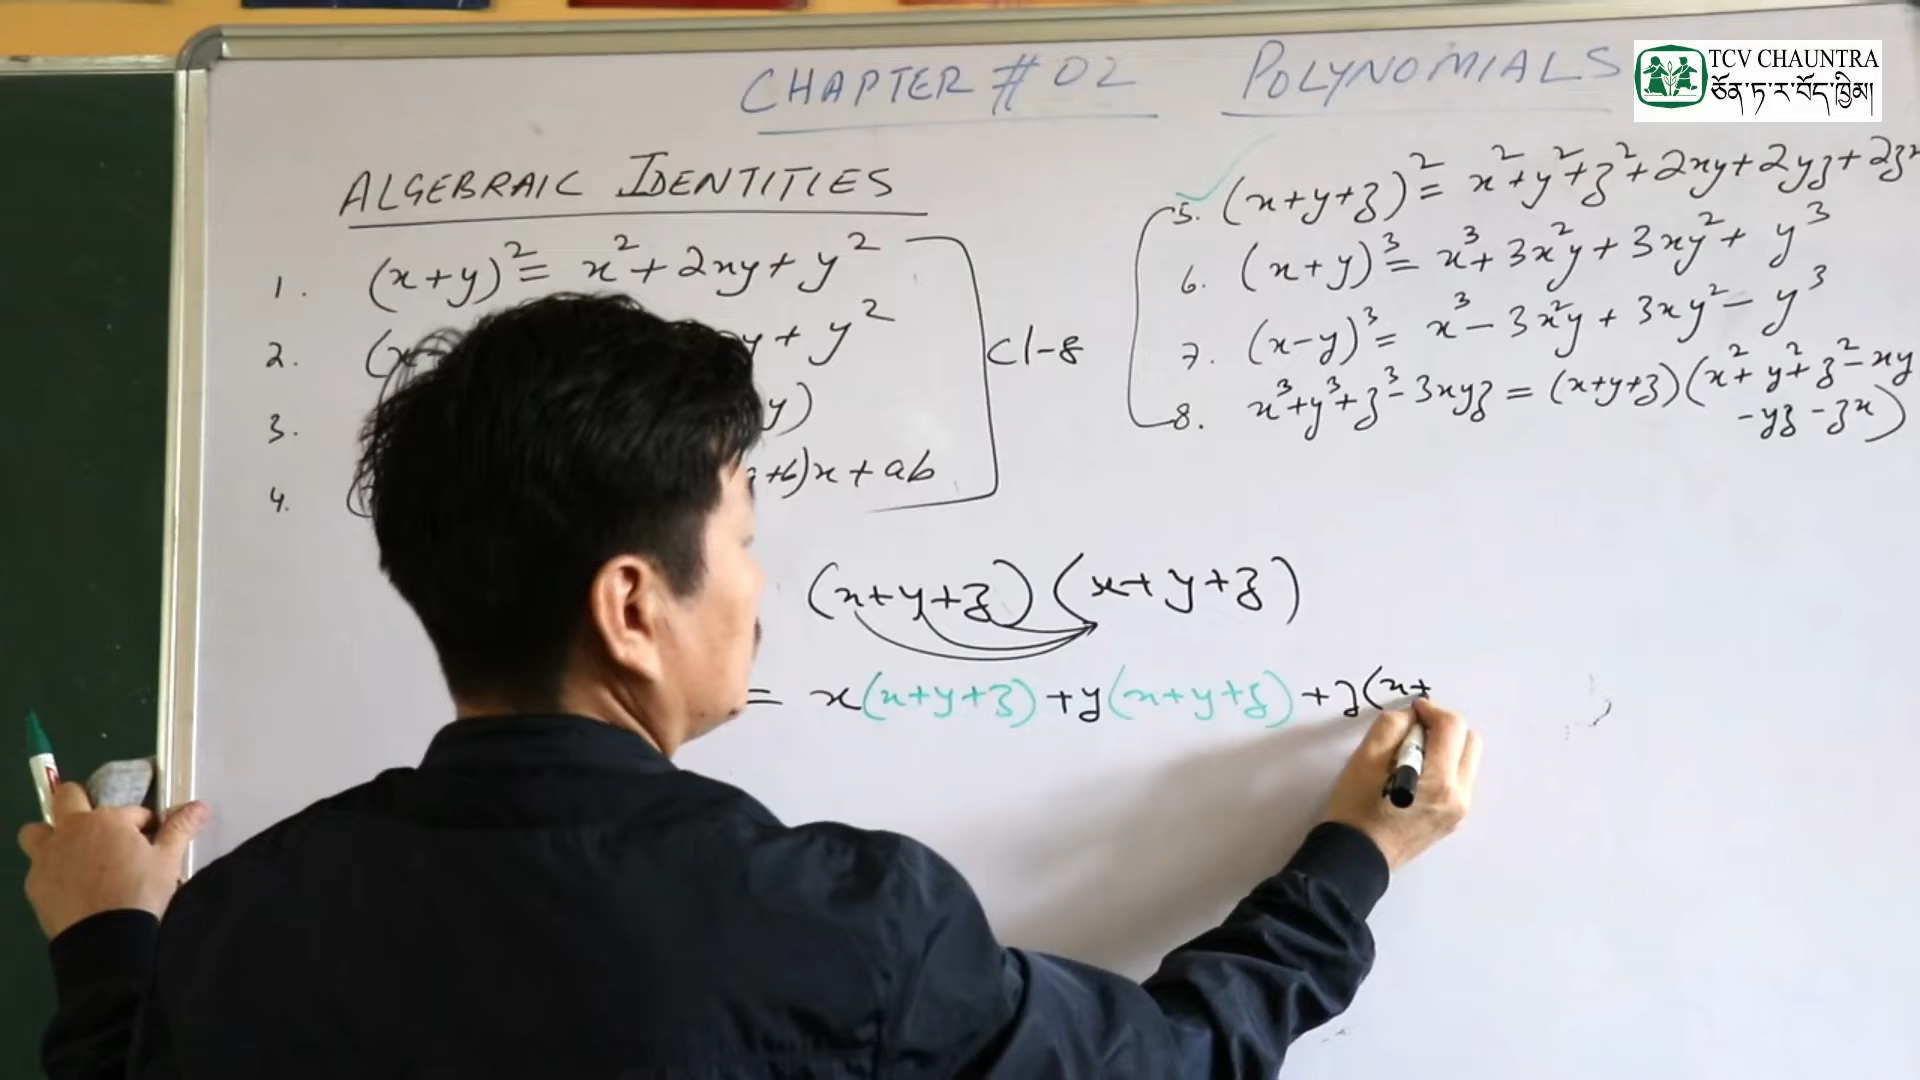 CHAPTER # 02 POLYNOMIALS
TCV CHAUNTRA
ཅོན་ཏ་ར་བོད་ཁྱིམ།
ALGEBRAIC IDENTITIES
1. (x+y)² = x² + 2xy + y²
2. (x- y + y²
3. y)
4. ( +b)x + ab
cl-8
5. (x+y+z)² = x²+y²+z²+2xy+2yz+2zx
6. (x+y)³ = x³+3x²y+3xy²+y³
7. (x-y)³ = x³-3x²y+3xy²-y³
8. x³+y³+z³-3xyz = (x+y+z)(x²+y²+z²-xy
-yz-zx)
(x+y+z)(x+y+z)
= x(x+y+z)+y(x+y+z)+z(x+